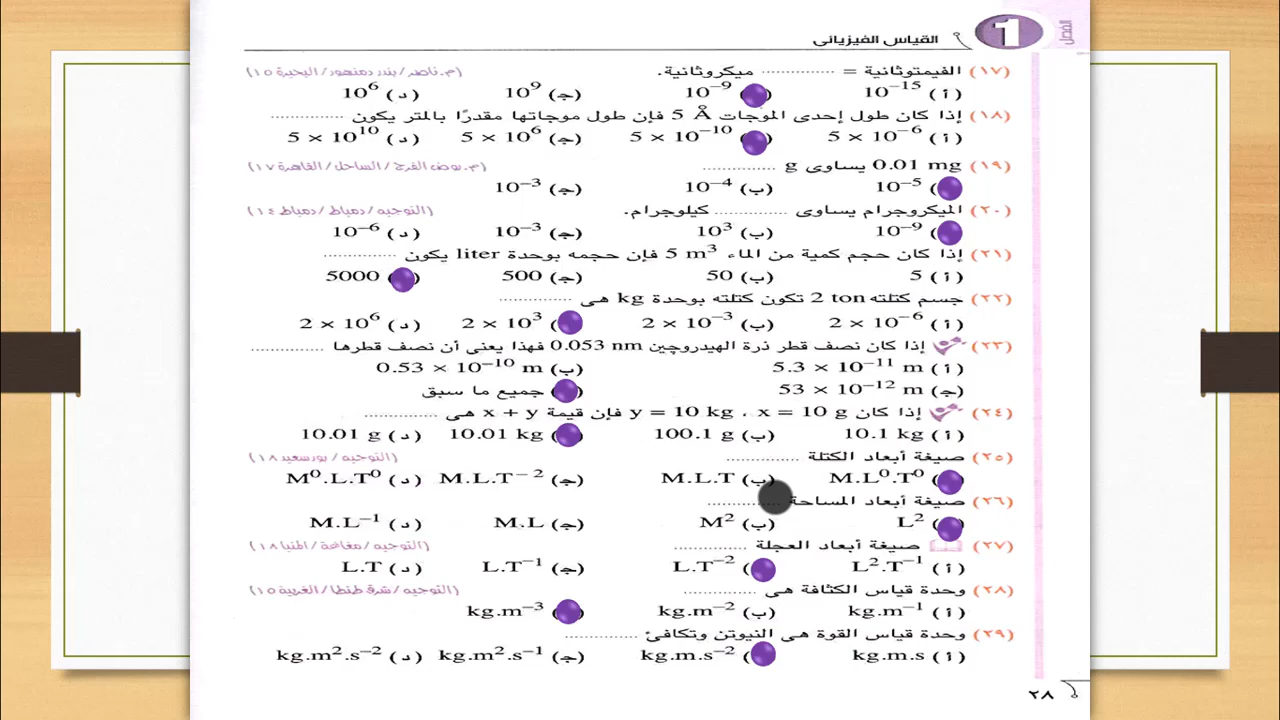 الفصل
1
القياس الفيزيائى
(١٧) الفيمتوثانية = ............ ميكروثانية. (م. ناصر / بندر دمنهور / البحيرة ١٥)
(أ) 10⁻¹⁵ 10⁻⁹ (جـ) 10⁹ (د) 10⁶
(١٨) إذا كان طول إحدى الموجات 5 Å فإن طول موجاتها مقدرًا بالمتر يكون ............
(أ) 5 × 10⁻⁶ 5 × 10⁻¹⁰ (جـ) 5 × 10⁶ (د) 5 × 10¹⁰
(١٩) 0.01 mg يساوى ............ g (م. روض الفرج / الساحل / القاهرة ١٧)
10⁻⁵ (ب) 10⁻⁴ (جـ) 10⁻³
(٢٠) الميكروجرام يساوى ............ كيلوجرام. (التوجيه / دمياط / دمياط ١٤)
10⁻⁹ (ب) 10³ (جـ) 10⁻³ (د) 10⁻⁶
(٢١) إذا كان حجم كمية من الماء 5 m³ فإن حجمه بوحدة liter يكون ............
(أ) 5 (ب) 50 (جـ) 500 5000
(٢٢) جسم كتلته 2 ton تكون كتلته بوحدة kg هى ............
(أ) 2 × 10⁻⁶ (ب) 2 × 10⁻³ 2 × 10³ (د) 2 × 10⁶
(٢٣) إذا كان نصف قطر ذرة الهيدروچين 0.053 nm فهذا يعنى أن نصف قطرها ............
(أ) 5.3 × 10⁻¹¹ m (ب) 0.53 × 10⁻¹⁰ m
(جـ) 53 × 10⁻¹² m جميع ما سبق
(٢٤) إذا كان x = 10 g ، y = 10 kg فإن قيمة x + y هى ............
(أ) 10.1 kg (ب) 100.1 g 10.01 kg (د) 10.01 g
(٢٥) صيغة أبعاد الكتلة ............ (التوجيه / بورسعيد ١٨)
M.L⁰.T⁰ (ب) M.L.T (جـ) M.L.T⁻² (د) M⁰.L.T⁰
(٢٦) صيغة أبعاد المساحة ............
L² (ب) M² (جـ) M.L (د) M.L⁻¹
(٢٧) صيغة أبعاد العجلة ............ (التوجيه / مغاغة / المنيا ١٨)
(أ) L².T⁻¹ L.T⁻² (جـ) L.T⁻¹ (د) L.T
(٢٨) وحدة قياس الكثافة هى ............ (التوجيه / شرق طنطا / الغربية ١٥)
(أ) kg.m⁻¹ (ب) kg.m⁻² kg.m⁻³
(٢٩) وحدة قياس القوة هى النيوتن وتكافئ ............
(أ) kg.m.s kg.m.s⁻² (جـ) kg.m².s⁻¹ (د) kg.m².s⁻²
٢٨